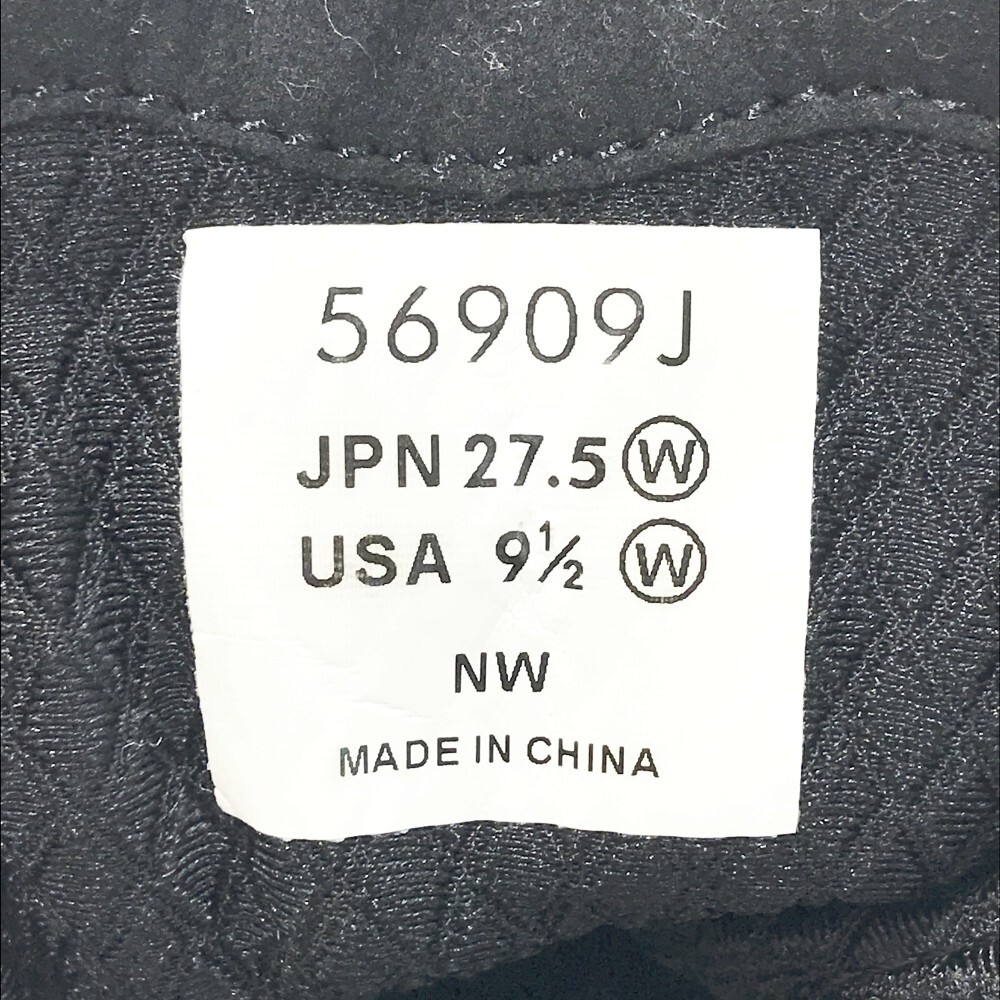 56909J
JPN 27.5 Ⓦ
USA 9½ Ⓦ
NW
MADE IN CHINA